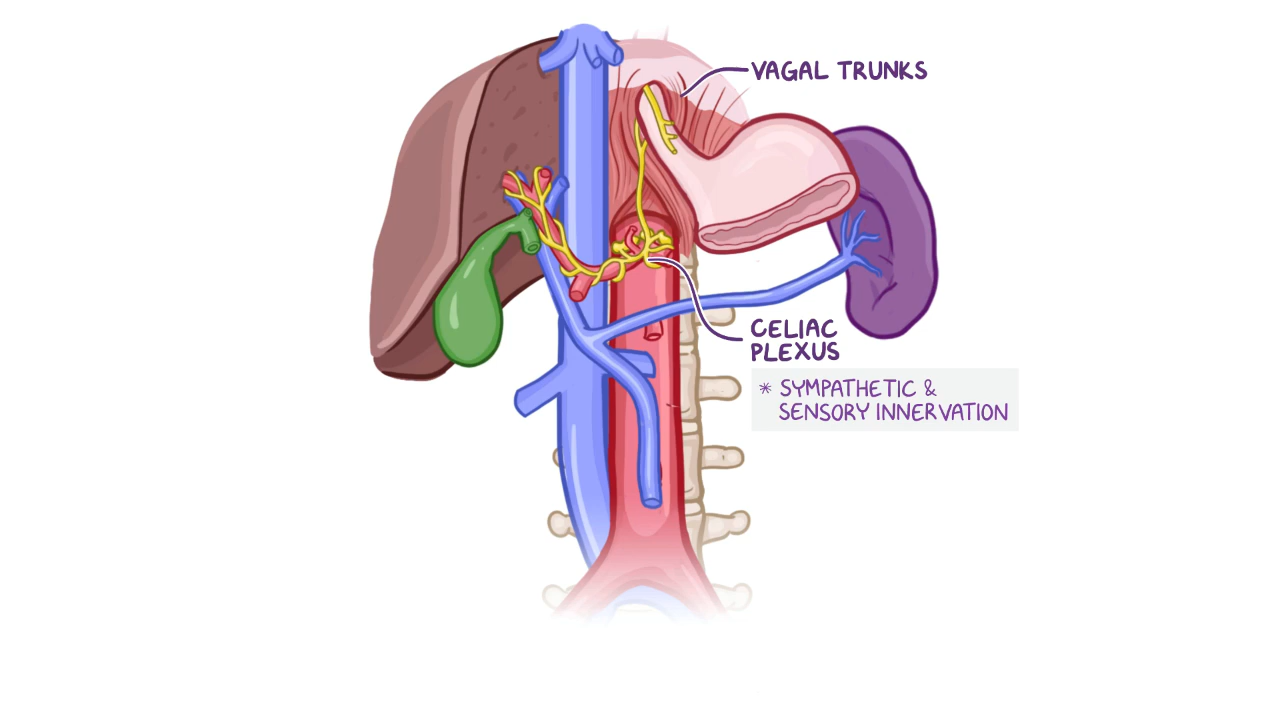 VAGAL TRUNKS
CELIAC
PLEXUS
* SYMPATHETIC &
SENSORY INNERVATION